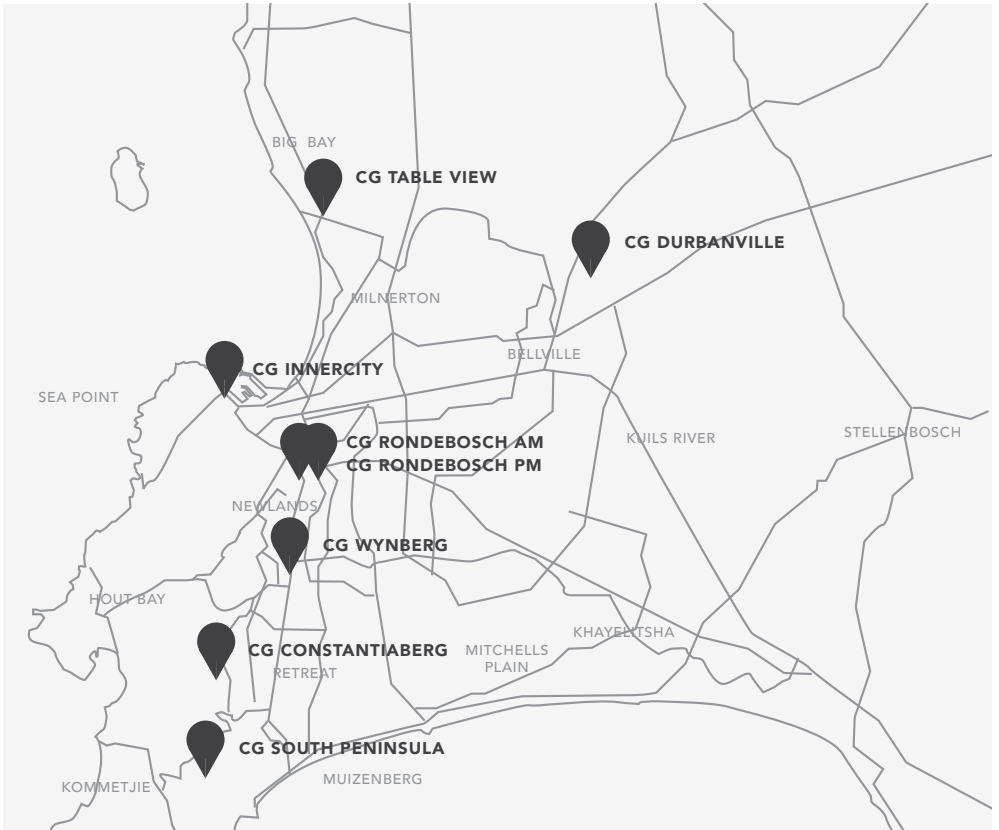 BIG BAY
CG TABLE VIEW
CG DURBANVILLE
MILNERTON
BELLVILLE
CG INNERCITY
SEA POINT
STELLENBOSCH
KUILS RIVER
CG RONDEBOSCH AM
CG RONDEBOSCH PM
NEWLANDS
CG WYNBERG
HOUT BAY
KHAYELITSHA
CG CONSTANTIABERG
MITCHELLS
PLAIN
RETREAT
CG SOUTH PENINSULA
MUIZENBERG
KOMMETJIE